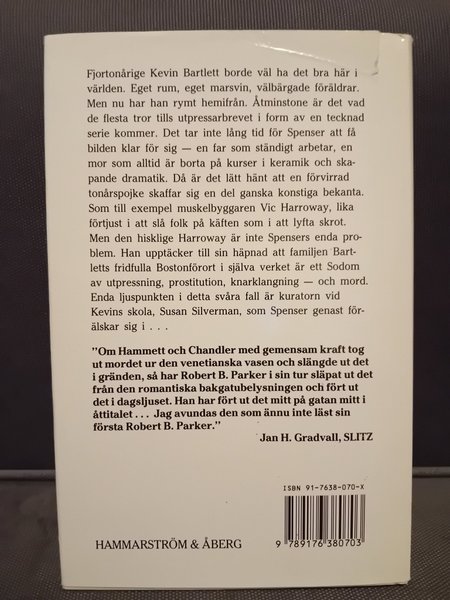 Fjortonårige Kevin Bartlett borde väl ha det bra här i
världen. Eget rum, eget marsvin, välbärgade föräldrar.
Men nu har han rymt hemifrån. Åtminstone är det vad
de flesta tror tills utpressarbrevet i form av en tecknad
serie kommer. Det tar inte lång tid för Spenser att få
bilden klar för sig — en far som ständigt arbetar, en
mor som alltid är borta på kurser i keramik och ska-
pande dramatik. Då är det lätt hänt att en förvirrad
tonårspojke skaffar sig en del ganska konstiga bekanta.
Som till exempel muskelbyggaren Vic Harroway, lika
förtjust i att slå folk på käften som i att lyfta skrot.
Men den hisklige Harroway är inte Spensers enda pro-
blem. Han upptäcker till sin häpnad att familjen Bart-
letts fridfulla Bostonförort i själva verket är ett Sodom
av utpressning, prostitution, knarklangning — och mord.
Enda ljuspunkten i detta svåra fall är kuratorn vid
Kevins skola, Susan Silverman, som Spenser genast för-
älskar sig i . . .
"Om Hammett och Chandler med gemensam kraft tog
ut mordet ur den venetianska vasen och slängde ut det
i gränden, så har Robert B. Parker i sin tur släpat ut det
från den romantiska bakgatubelysningen och fört ut
det i dagsljuset. Han har fört ut det mitt på gatan mitt i
åttitalet . . . Jag avundas den som ännu inte läst sin
första Robert B. Parker."
Jan H. Gradvall, SLITZ
ISBN 91-7638-070-X
HAMMARSTRÖM & ÅBERG
9 789176 380703